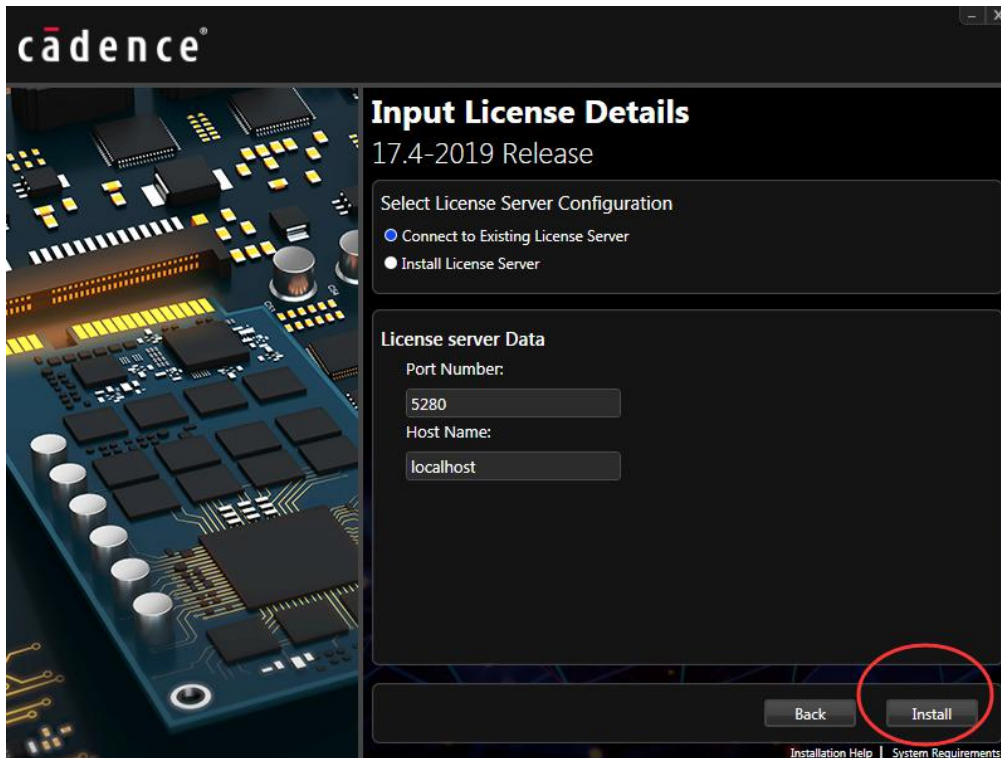 cādence®
Input License Details
17.4-2019 Release
Select License Server Configuration
Connect to Existing License Server
Install License Server
License server Data
Port Number:
5280
Host Name:
localhost
Back
Install
Installation Help | System Requirements